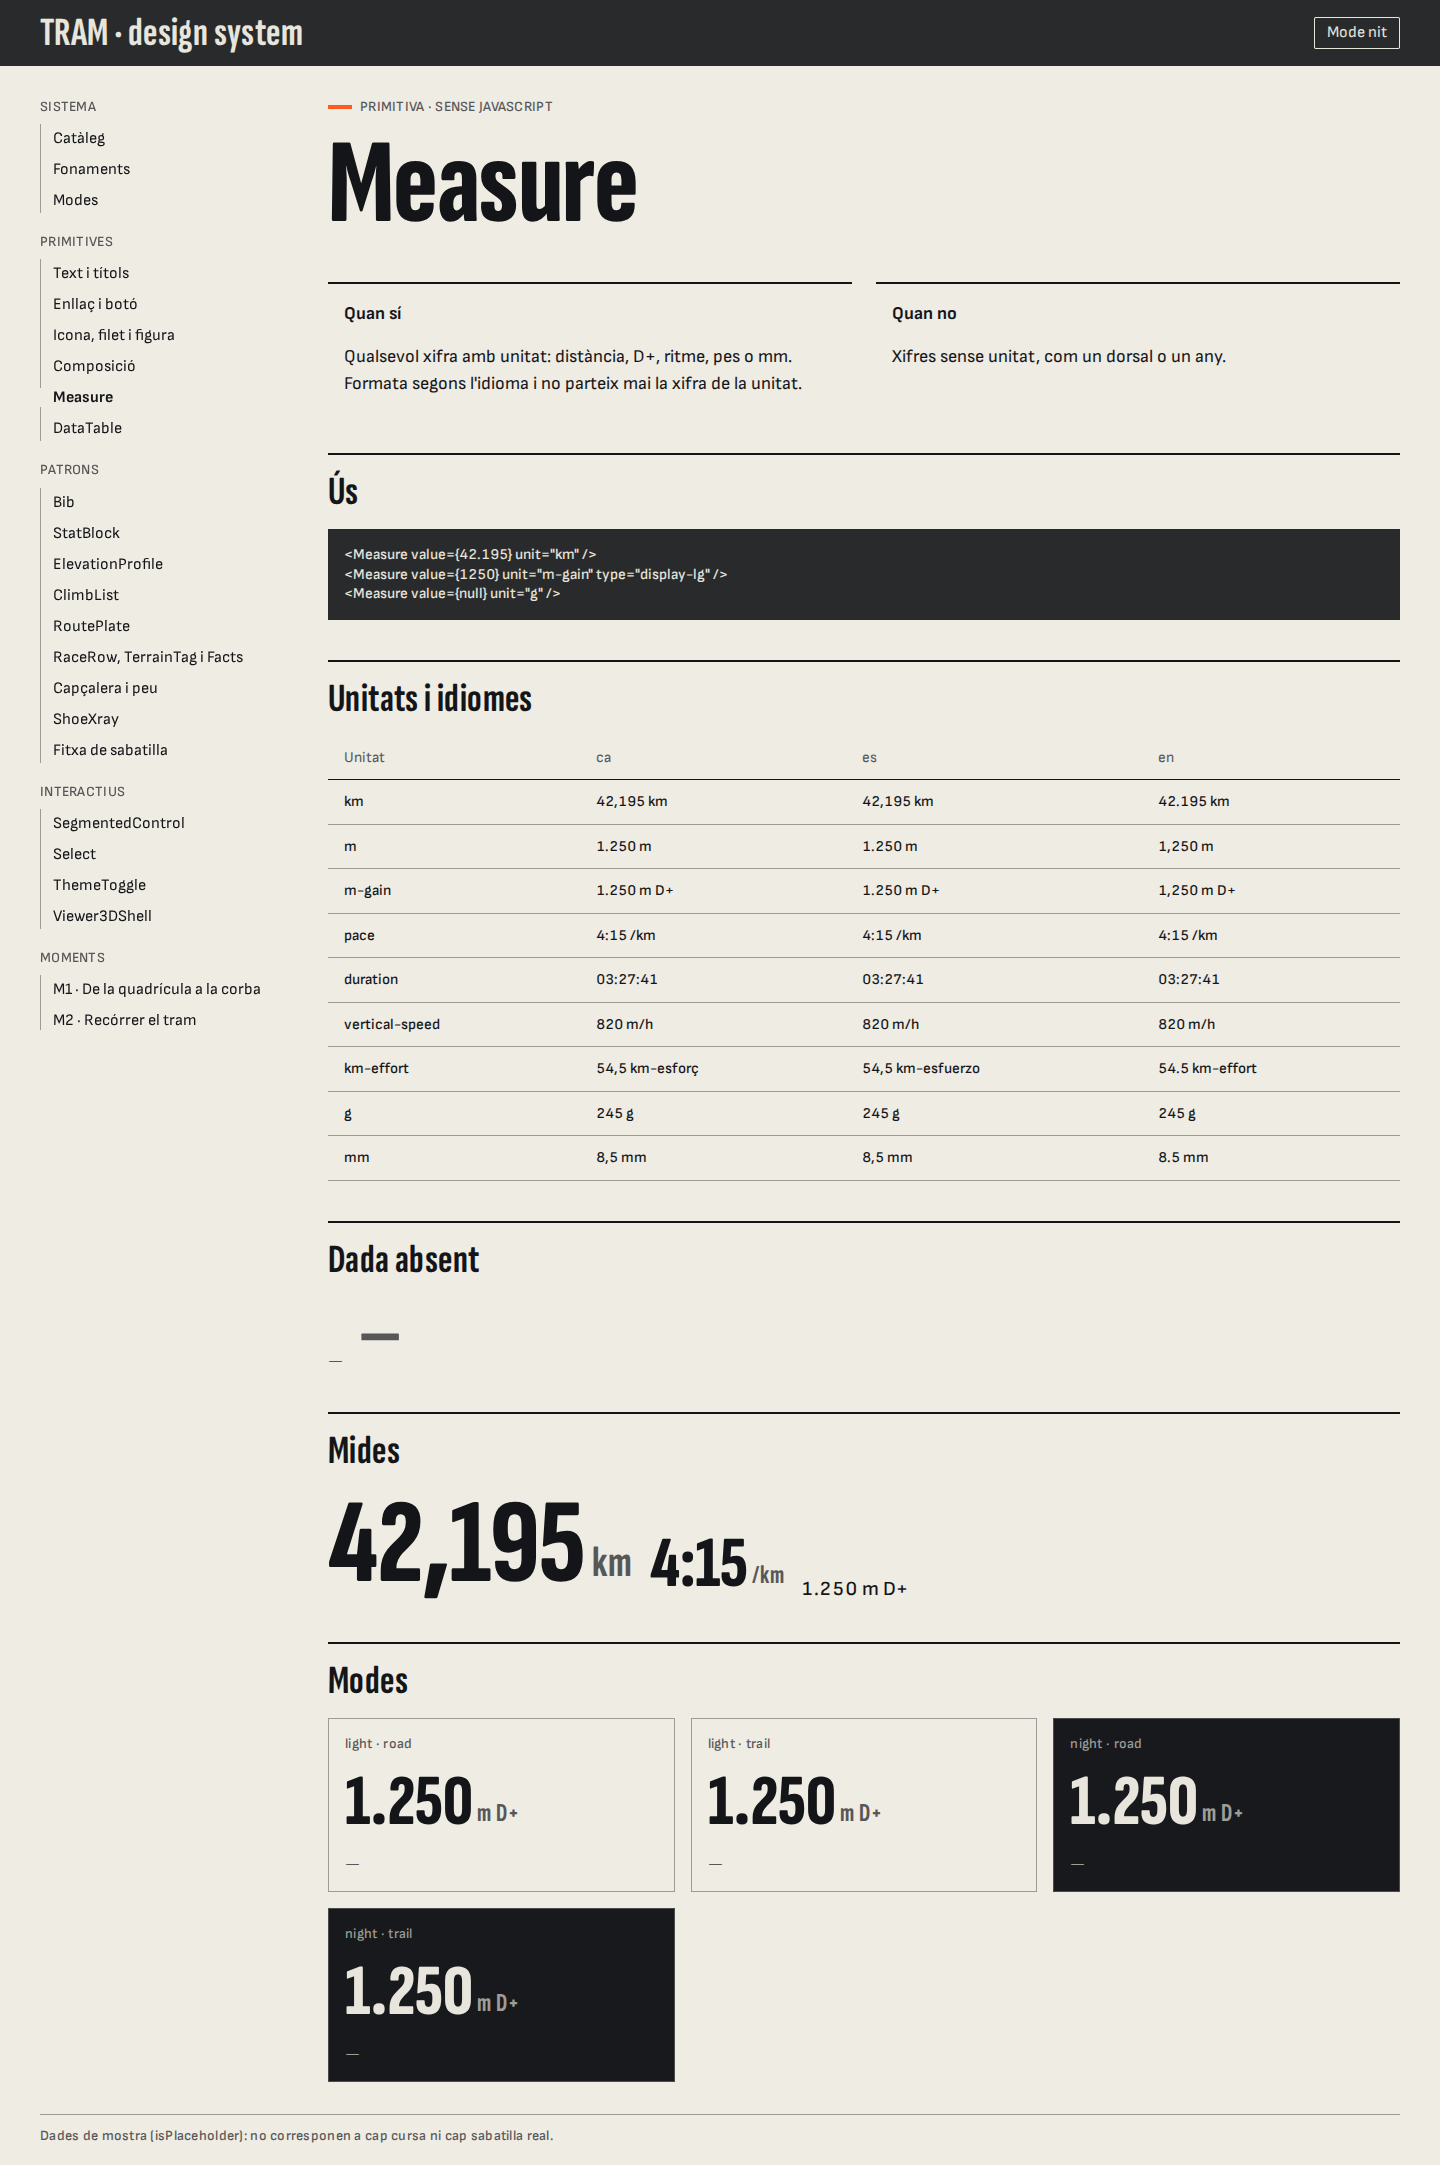 TRAM · design system
Mode nit
SISTEMA
Catàleg
Fonaments
Modes
PRIMITIVES
Text i títols
Enllaç i botó
Icona, filet i figura
Composició
Measure
DataTable
PATRONS
Bib
StatBlock
ElevationProfile
ClimbList
RoutePlate
RaceRow, TerrainTag i Facts
Capçalera i peu
ShoeXray
Fitxa de sabatilla
INTERACTIUS
SegmentedControl
Select
ThemeToggle
Viewer3DShell
MOMENTS
M1 · De la quadrícula a la corba
M2 · Recórrer el tram
PRIMITIVA · SENSE JAVASCRIPT
Measure
Quan sí
Qualsevol xifra amb unitat: distància, D+, ritme, pes o mm.
Formata segons l'idioma i no parteix mai la xifra de la unitat.
Quan no
Xifres sense unitat, com un dorsal o un any.
Ús
<Measure value={42.195} unit="km" />
<Measure value={1250} unit="m-gain" type="display-lg" />
<Measure value={null} unit="g" />
Unitats i idiomes
Unitat ca es en
km 42,195 km 42,195 km 42.195 km
m 1.250 m 1.250 m 1,250 m
m-gain 1.250 m D+ 1.250 m D+ 1,250 m D+
pace 4:15 /km 4:15 /km 4:15 /km
duration 03:27:41 03:27:41 03:27:41
vertical-speed 820 m/h 820 m/h 820 m/h
km-effort 54,5 km-esforç 54,5 km-esfuerzo 54.5 km-effort
g 245 g 245 g 245 g
mm 8,5 mm 8,5 mm 8.5 mm
Dada absent
— —
Mides
42,195 km 4:15 /km 1.250 m D+
Modes
light · road
1.250 m D+
—
light · trail
1.250 m D+
—
night · road
1.250 m D+
—
night · trail
1.250 m D+
—
Dades de mostra (isPlaceholder): no corresponen a cap cursa ni cap sabatilla real.